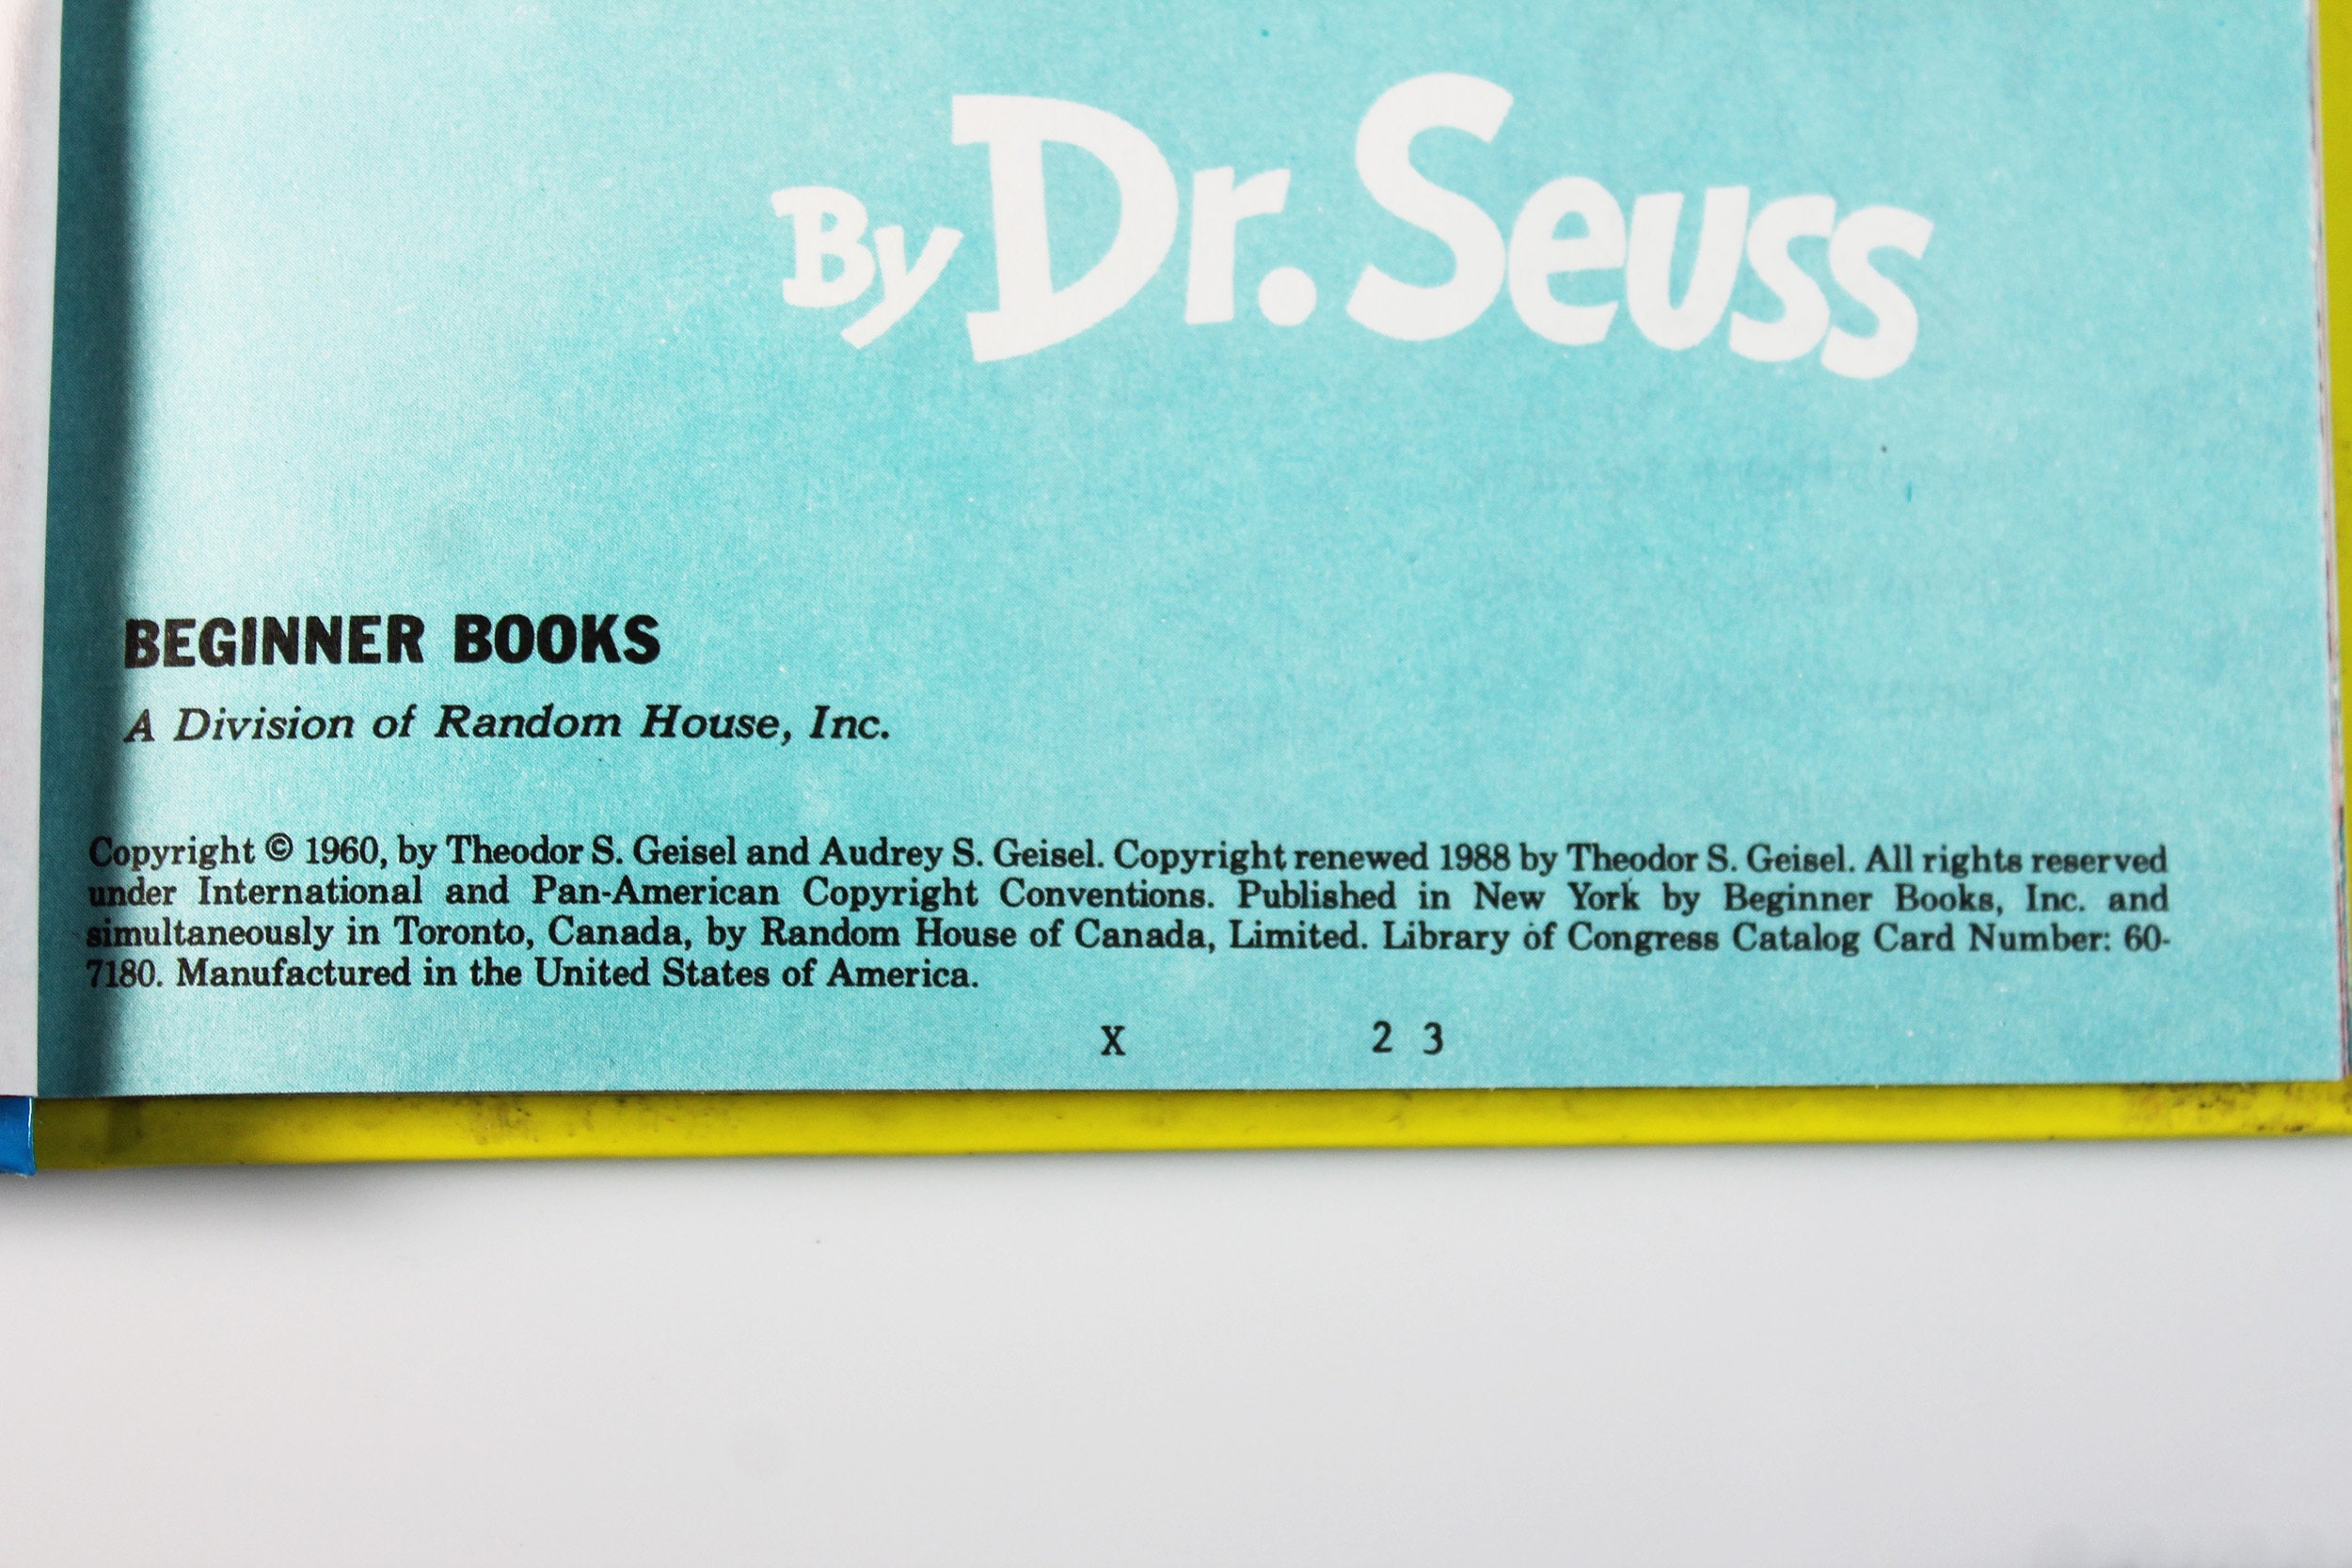 By Dr. Seuss
BEGINNER BOOKS
A Division of Random House, Inc.
Copyright © 1960, by Theodor S. Geisel and Audrey S. Geisel. Copyright renewed 1988 by Theodor S. Geisel. All rights reserved
under International and Pan-American Copyright Conventions. Published in New York by Beginner Books, Inc. and
simultaneously in Toronto, Canada, by Random House of Canada, Limited. Library of Congress Catalog Card Number: 60-
7180. Manufactured in the United States of America.
X 2 3